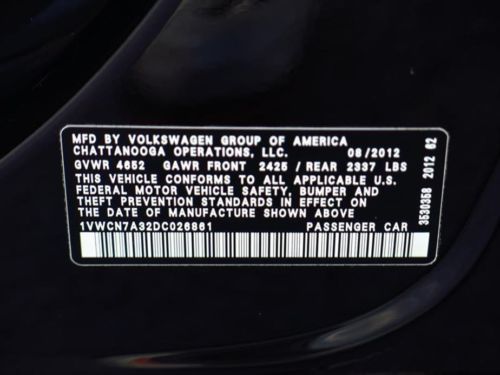 MFD BY VOLKSWAGEN GROUP OF AMERICA
CHATTANOOGA OPERATIONS, LLC. 08/2012
GVWR 4652 GAWR FRONT 2425 / REAR 2337 LBS
THIS VEHICLE CONFORMS TO ALL APPLICABLE U.S.
FEDERAL MOTOR VEHICLE SAFETY, BUMPER AND
THEFT PREVENTION STANDARDS IN EFFECT ON
THE DATE OF MANUFACTURE SHOWN ABOVE
1VWCN7A32DC026861 PASSENGER CAR
3530358 2012 82